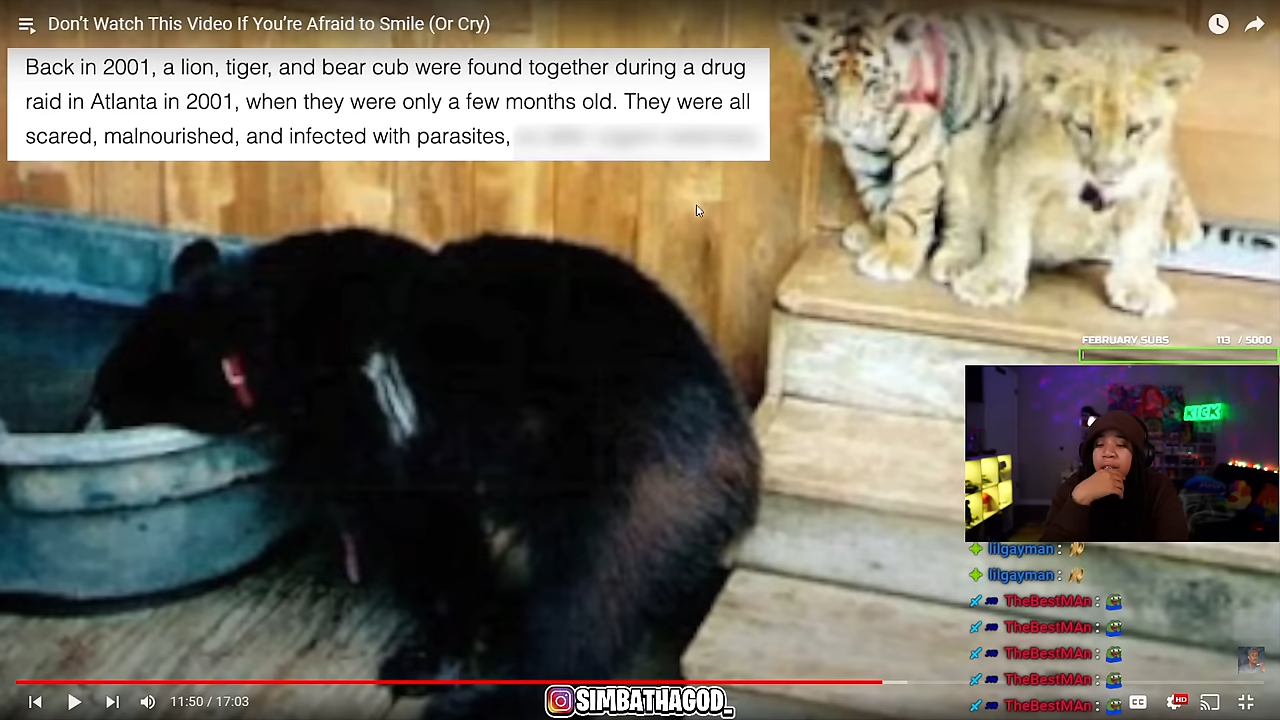 Don’t Watch This Video If You’re Afraid to Smile (Or Cry)
Back in 2001, a lion, tiger, and bear cub were found together during a drug
raid in Atlanta in 2001, when they were only a few months old. They were all
scared, malnourished, and infected with parasites,
FEBRUARY SUBS 113 / 5000
KICK
lilgayman:
lilgayman:
TheBestMAn:
TheBestMAn:
TheBestMAn:
TheBestMAn:
TheBestMAn:
11:50 / 17:03
SIMBATHAGOD_
CC
HD